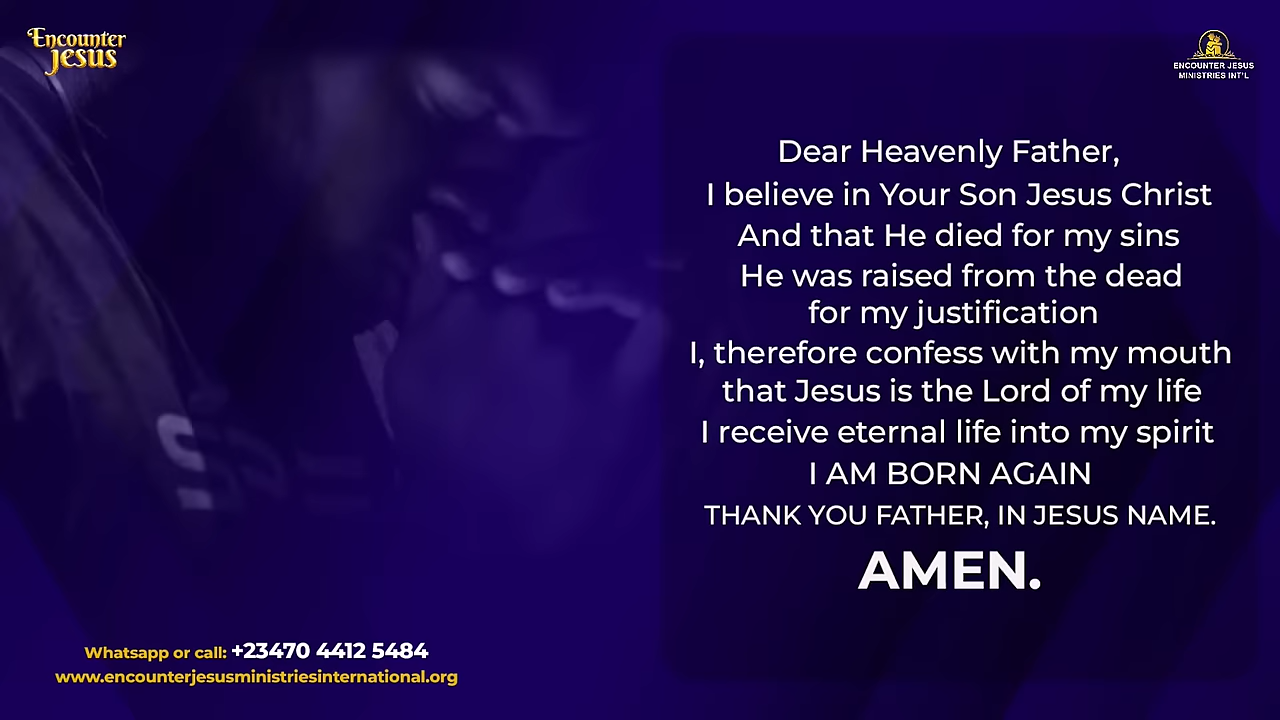 Encounter
Jesus
ENCOUNTER JESUS
MINISTRIES INT'L
Dear Heavenly Father,
I believe in Your Son Jesus Christ
And that He died for my sins
He was raised from the dead
for my justification
I, therefore confess with my mouth
that Jesus is the Lord of my life
I receive eternal life into my spirit
I AM BORN AGAIN
THANK YOU FATHER, IN JESUS NAME.
AMEN.
Whatsapp or call: +23470 4412 5484
www.encounterjesusministriesinternational.org